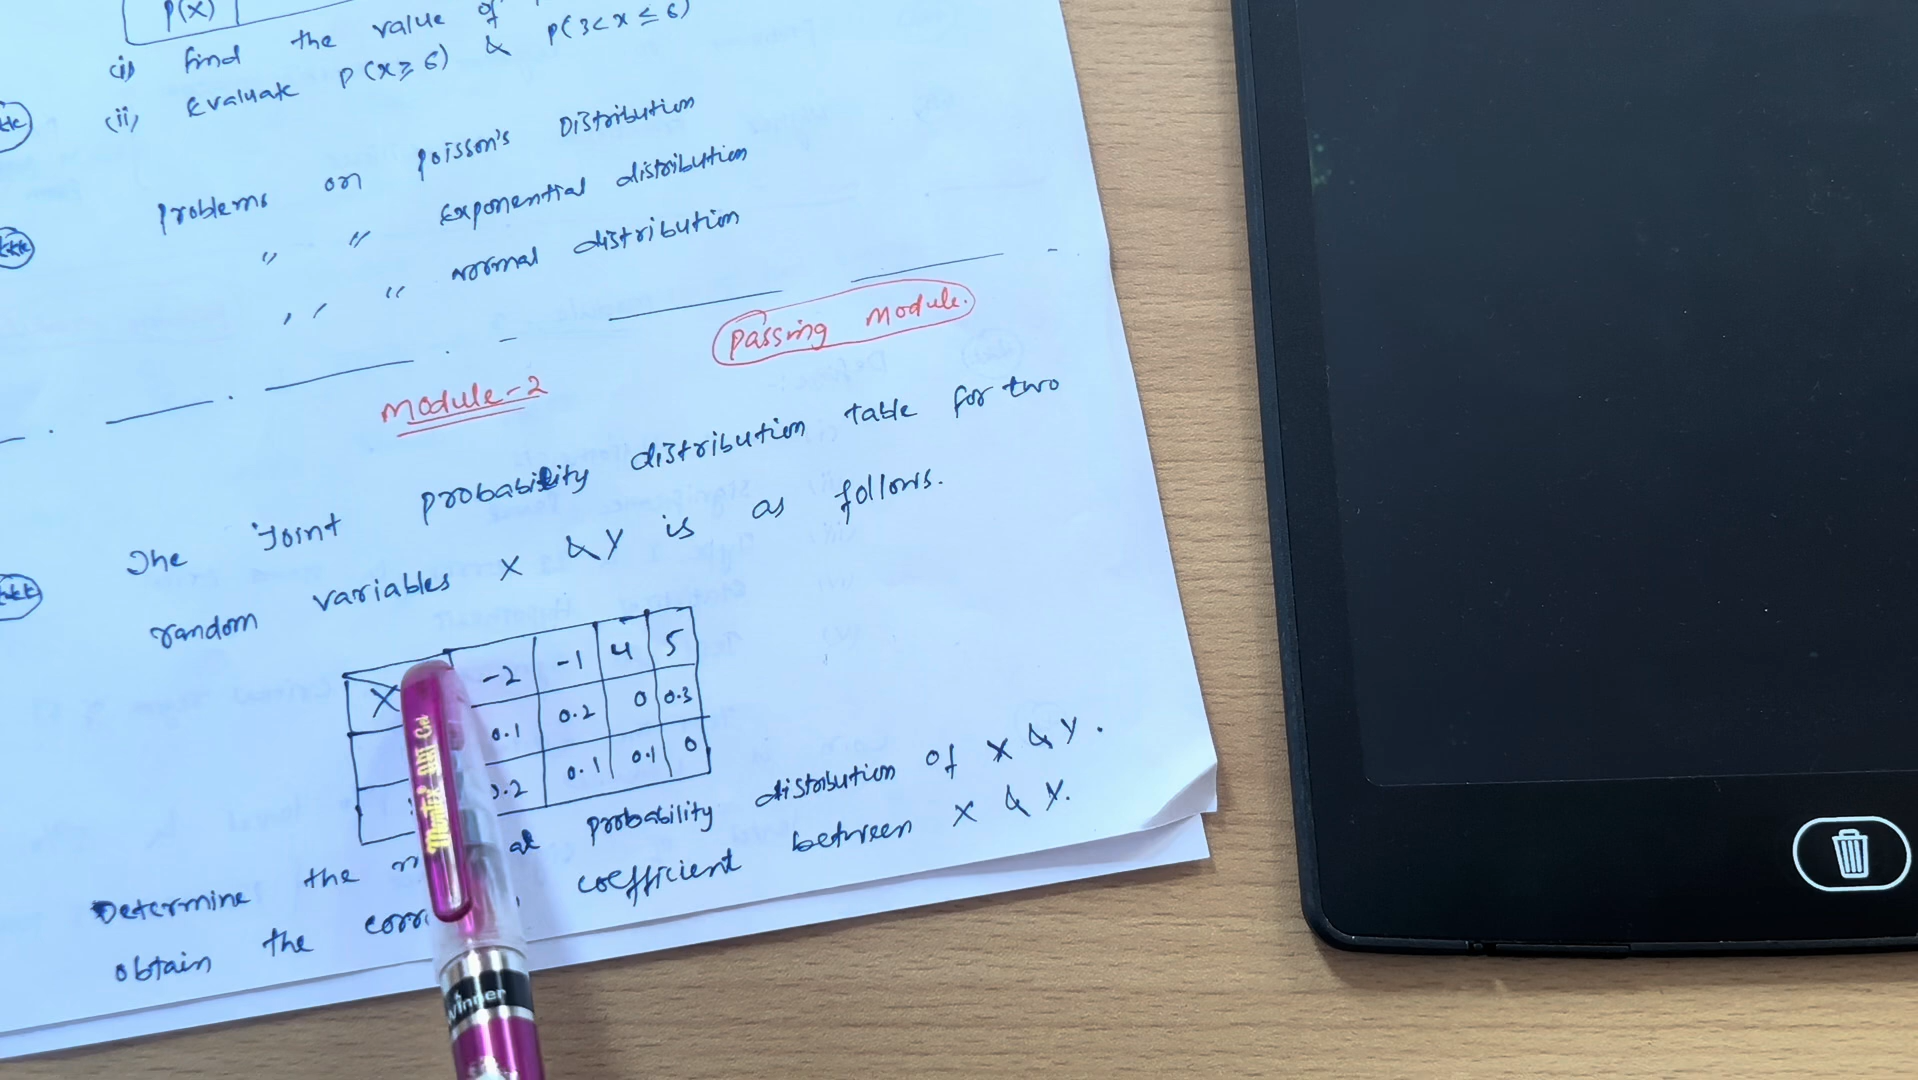 P(X)
(i) find the value of
(ii) Evaluate P(X≥6) & P(3<x≤6)
Problems on poisson's Distribution
" " Exponential distribution
" " normal distribution
Passing module.
Module-2
The Joint probability distribution table for two
random variables X & Y is as follows.
X -2 -1 4 5
0.1 0.2 0 0.3
0.2 0.1 0.1 0
Determine the probability distribution of X & Y.
obtain the coefficient between X & Y.
Winner